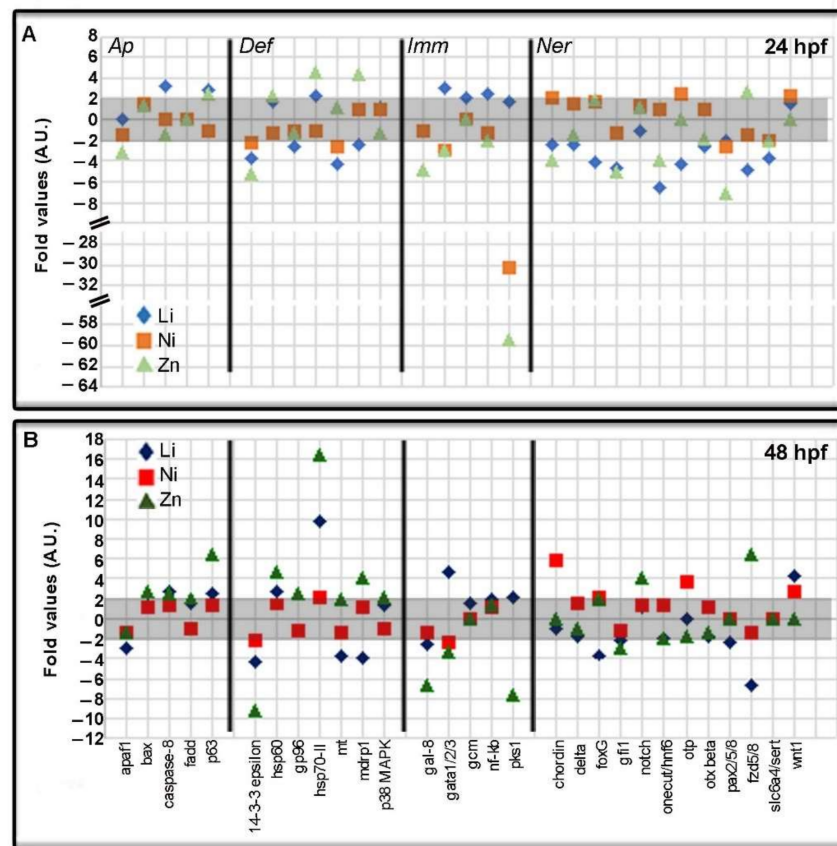 A
Ap
Def
Imm
Ner
24 hpf
Fold values (A.U.)
8
6
4
2
0
−2
−4
−6
−8
−28
−30
−32
−56
−58
−60
−62
−64
Li
Ni
Zn
B
48 hpf
Fold values (A.U.)
18
16
14
12
10
8
6
4
2
0
−2
−4
−6
−8
−10
−12
Li
Ni
Zn
apaf1
bax
caspase-8
fadd
p63
14-3-3 epsilon
hsp60
gp96
hsp70-II
mt
mdrp1
p38 MAPK
gal-8
gata1/2/3
gcm
nf-kb
pks1
chordin
delta
foxG
gfi1
notch
onecut/hnf6
otp
otx beta
pax2/5/8
fzd5/8
slc6a4/sert
wnt1